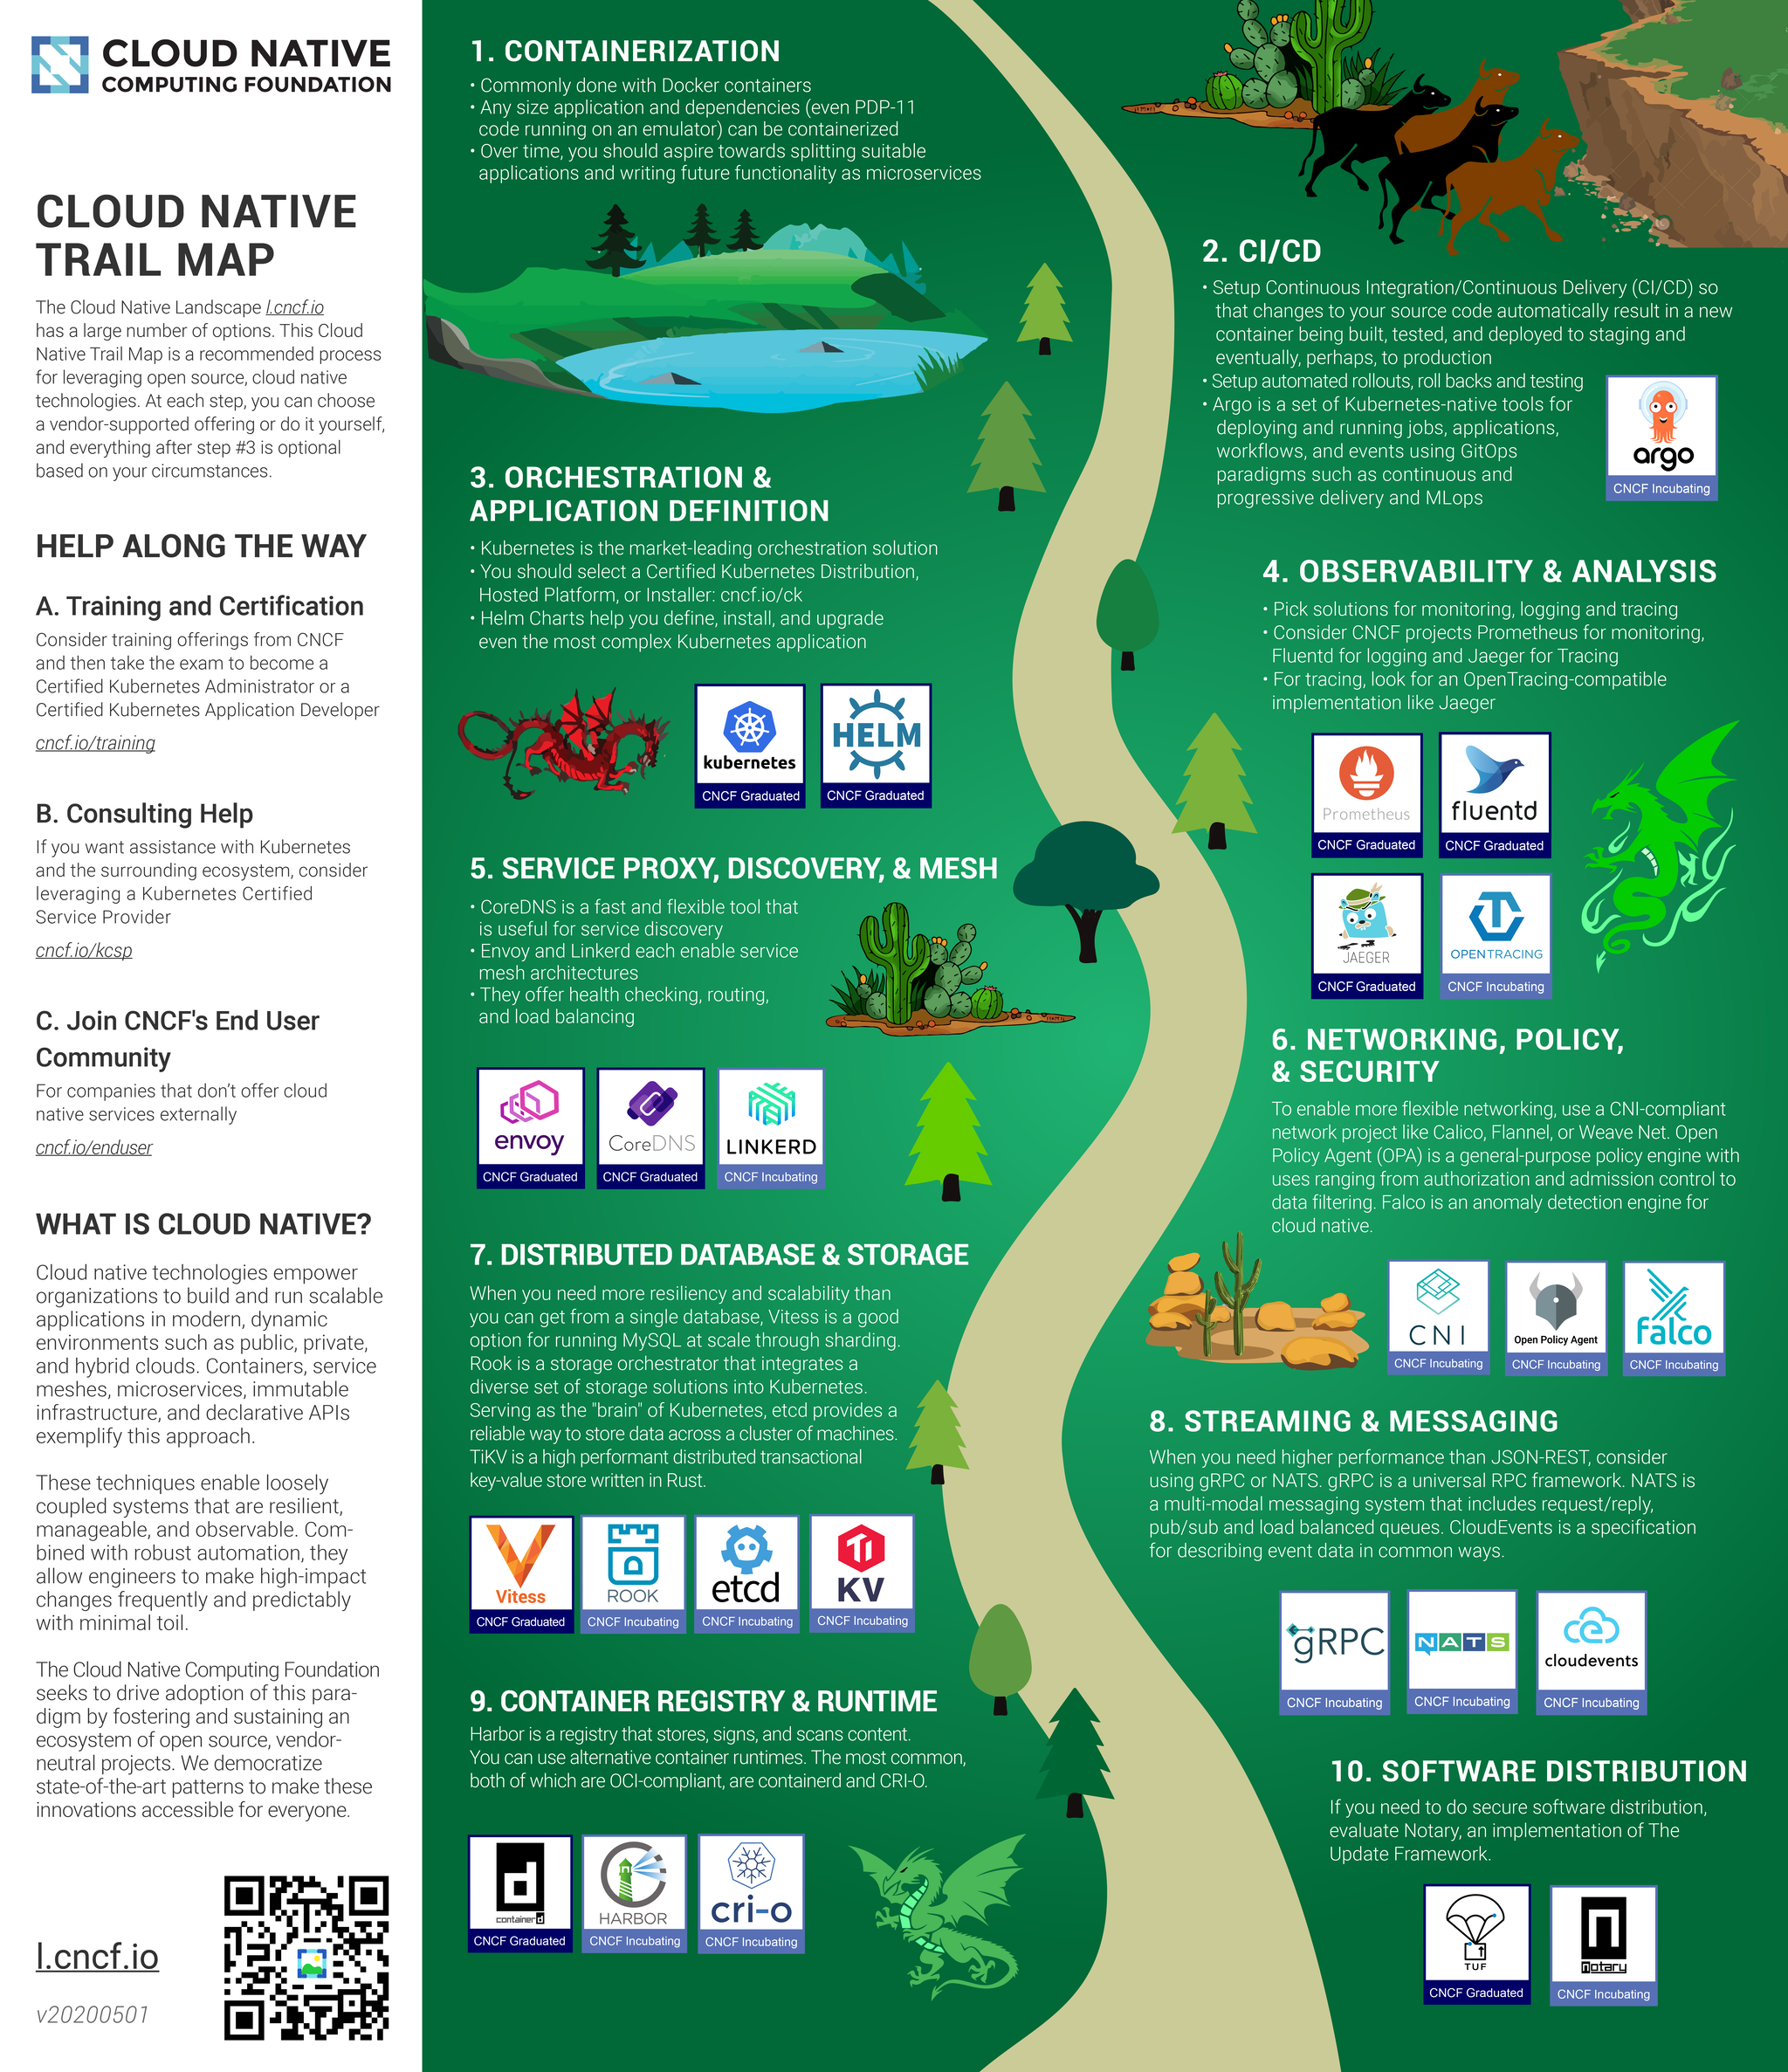 CLOUD NATIVE
COMPUTING FOUNDATION
CLOUD NATIVE
TRAIL MAP
The Cloud Native Landscape l.cncf.io
has a large number of options. This Cloud
Native Trail Map is a recommended process
for leveraging open source, cloud native
technologies. At each step, you can choose
a vendor-supported offering or do it yourself,
and everything after step #3 is optional
based on your circumstances.
HELP ALONG THE WAY
A. Training and Certification
Consider training offerings from CNCF
and then take the exam to become a
Certified Kubernetes Administrator or a
Certified Kubernetes Application Developer
cncf.io/training
B. Consulting Help
If you want assistance with Kubernetes
and the surrounding ecosystem, consider
leveraging a Kubernetes Certified
Service Provider
cncf.io/kcsp
C. Join CNCF's End User
Community
For companies that don't offer cloud
native services externally
cncf.io/enduser
WHAT IS CLOUD NATIVE?
Cloud native technologies empower
organizations to build and run scalable
applications in modern, dynamic
environments such as public, private,
and hybrid clouds. Containers, service
meshes, microservices, immutable
infrastructure, and declarative APIs
exemplify this approach.
These techniques enable loosely
coupled systems that are resilient,
manageable, and observable. Com-
bined with robust automation, they
allow engineers to make high-impact
changes frequently and predictably
with minimal toil.
The Cloud Native Computing Foundation
seeks to drive adoption of this para-
digm by fostering and sustaining an
ecosystem of open source, vendor-
neutral projects. We democratize
state-of-the-art patterns to make these
innovations accessible for everyone.
l.cncf.io
v20200501
1. CONTAINERIZATION
• Commonly done with Docker containers
• Any size application and dependencies (even PDP-11
code running on an emulator) can be containerized
• Over time, you should aspire towards splitting suitable
applications and writing future functionality as microservices
2. CI/CD
• Setup Continuous Integration/Continuous Delivery (CI/CD) so
that changes to your source code automatically result in a new
container being built, tested, and deployed to staging and
eventually, perhaps, to production
• Setup automated rollouts, roll backs and testing
• Argo is a set of Kubernetes-native tools for
deploying and running jobs, applications,
workflows, and events using GitOps
paradigms such as continuous and
progressive delivery and MLops
argo
CNCF Incubating
3. ORCHESTRATION &
APPLICATION DEFINITION
• Kubernetes is the market-leading orchestration solution
• You should select a Certified Kubernetes Distribution,
Hosted Platform, or Installer: cncf.io/ck
• Helm Charts help you define, install, and upgrade
even the most complex Kubernetes application
kubernetes
CNCF Graduated
HELM
CNCF Graduated
4. OBSERVABILITY & ANALYSIS
• Pick solutions for monitoring, logging and tracing
• Consider CNCF projects Prometheus for monitoring,
Fluentd for logging and Jaeger for Tracing
• For tracing, look for an OpenTracing-compatible
implementation like Jaeger
Prometheus
CNCF Graduated
fluentd
CNCF Graduated
JAEGER
CNCF Graduated
OPENTRACING
CNCF Incubating
5. SERVICE PROXY, DISCOVERY, & MESH
• CoreDNS is a fast and flexible tool that
is useful for service discovery
• Envoy and Linkerd each enable service
mesh architectures
• They offer health checking, routing,
and load balancing
envoy
CNCF Graduated
CoreDNS
CNCF Graduated
LINKERD
CNCF Incubating
6. NETWORKING, POLICY,
& SECURITY
To enable more flexible networking, use a CNI-compliant
network project like Calico, Flannel, or Weave Net. Open
Policy Agent (OPA) is a general-purpose policy engine with
uses ranging from authorization and admission control to
data filtering. Falco is an anomaly detection engine for
cloud native.
CNI
CNCF Incubating
Open Policy Agent
CNCF Incubating
falco
CNCF Incubating
7. DISTRIBUTED DATABASE & STORAGE
When you need more resiliency and scalability than
you can get from a single database, Vitess is a good
option for running MySQL at scale through sharding.
Rook is a storage orchestrator that integrates a
diverse set of storage solutions into Kubernetes.
Serving as the "brain" of Kubernetes, etcd provides a
reliable way to store data across a cluster of machines.
TiKV is a high performant distributed transactional
key-value store written in Rust.
Vitess
CNCF Graduated
ROOK
CNCF Incubating
etcd
CNCF Incubating
Ti
KV
CNCF Incubating
8. STREAMING & MESSAGING
When you need higher performance than JSON-REST, consider
using gRPC or NATS. gRPC is a universal RPC framework. NATS is
a multi-modal messaging system that includes request/reply,
pub/sub and load balanced queues. CloudEvents is a specification
for describing event data in common ways.
gRPC
CNCF Incubating
NATS
CNCF Incubating
cloudevents
CNCF Incubating
9. CONTAINER REGISTRY & RUNTIME
Harbor is a registry that stores, signs, and scans content.
You can use alternative container runtimes. The most common,
both of which are OCI-compliant, are containerd and CRI-O.
containerd
CNCF Graduated
HARBOR
CNCF Incubating
cri-o
CNCF Incubating
10. SOFTWARE DISTRIBUTION
If you need to do secure software distribution,
evaluate Notary, an implementation of The
Update Framework.
TUF
CNCF Graduated
notary
CNCF Incubating